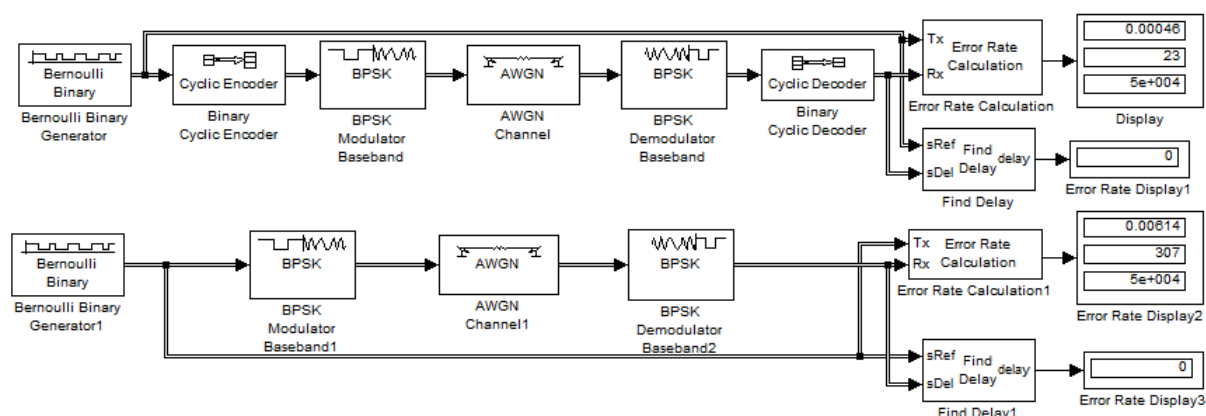 Bernoulli
Binary
Bernoulli Binary
Generator
Cyclic Encoder
Binary
Cyclic Encoder
BPSK
BPSK
Modulator
Baseband
AWGN
AWGN
Channel
BPSK
BPSK
Demodulator
Baseband
Cyclic Decoder
Binary
Cyclic Decoder
Tx
Rx
Error Rate
Calculation
Error Rate Calculation
0.00046
23
5e+004
Display
sRef
sDel
Find
Delay
delay
Find Delay
0
Error Rate Display1
Bernoulli
Binary
Bernoulli Binary
Generator1
BPSK
BPSK
Modulator
Baseband1
AWGN
AWGN
Channel1
BPSK
BPSK
Demodulator
Baseband2
Tx
Rx
Error Rate
Calculation
Error Rate Calculation1
0.00614
307
5e+004
Error Rate Display2
sRef
sDel
Find
Delay
delay
Find Delay1
0
Error Rate Display3